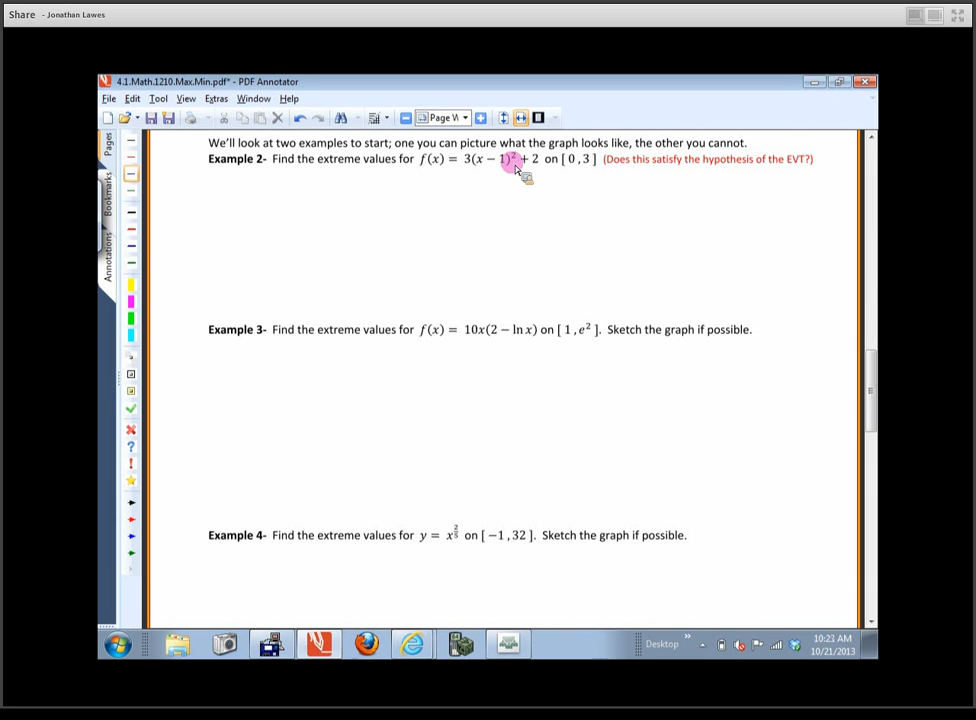 Share - Jonathan Lawes
4.1.Math.1210.Max.Min.pdf* - PDF Annotator
File Edit Tool View Extras Window Help
Page W
Pages
Bookmarks
Annotations
We'll look at two examples to start; one you can picture what the graph looks like, the other you cannot.
Example 2- Find the extreme values for f(x) = 3(x − 1)² + 2 on [ 0 , 3 ] (Does this satisfy the hypothesis of the EVT?)
Example 3- Find the extreme values for f(x) = 10x(2 − ln x) on [ 1 , e² ]. Sketch the graph if possible.
Example 4- Find the extreme values for y = x^(2/5) on [ −1 , 32 ]. Sketch the graph if possible.
Desktop
10:23 AM
10/21/2013